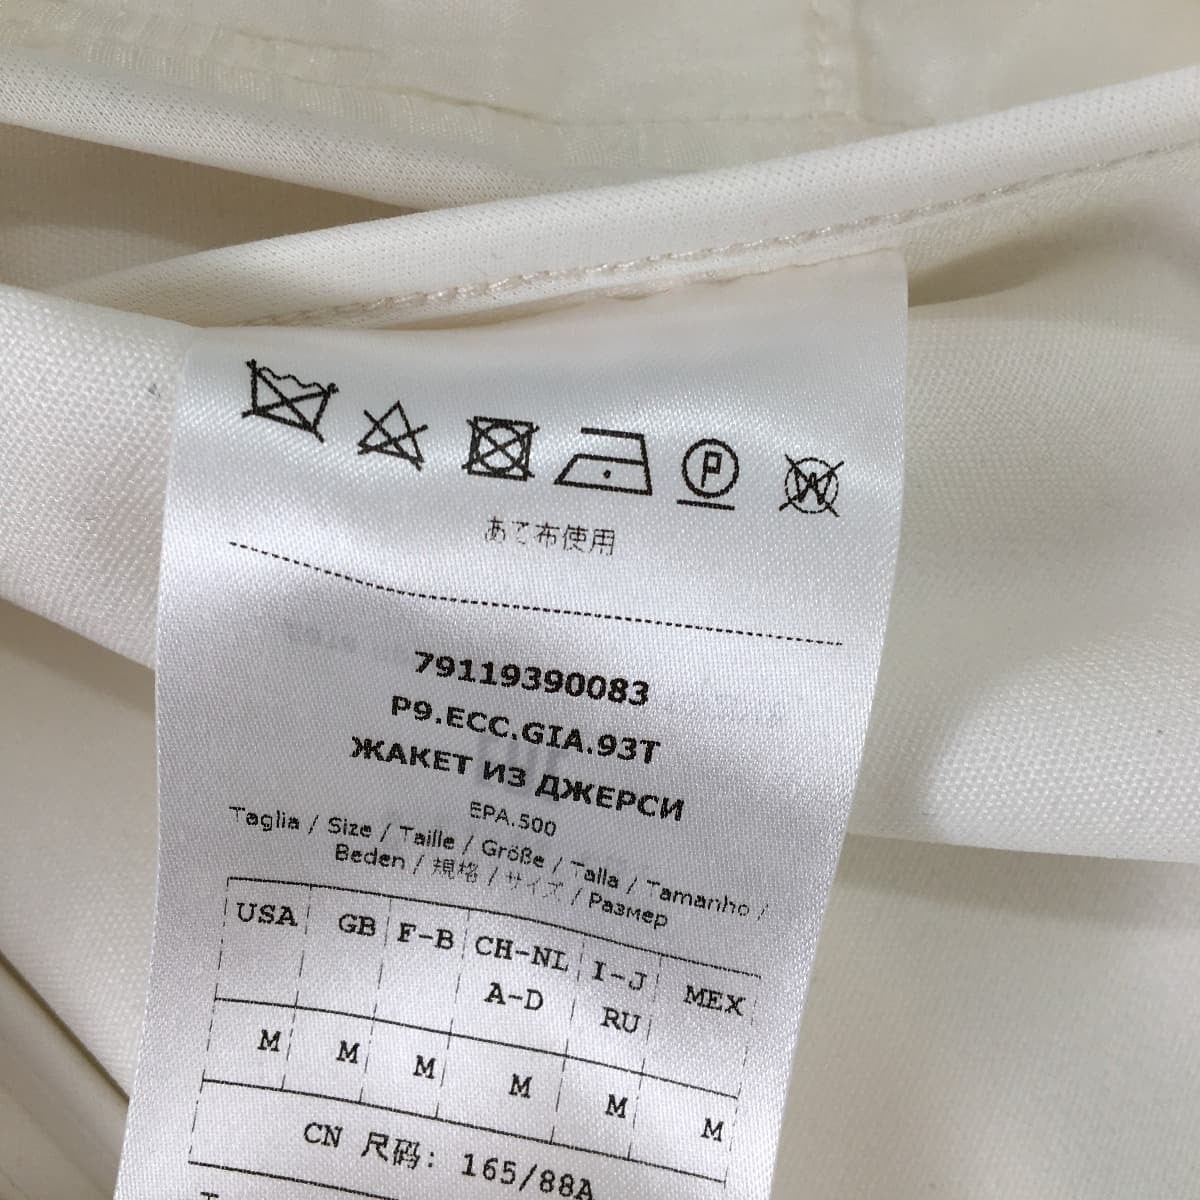 P
W
あて布使用
79119390083
P9.ECC.GIA.93T
ЖАКЕТ ИЗ ДЖЕРСИ
EPA.500
Taglia / Size / Taille / Größe / Talla / Tamanho /
Beden / 規格 / サイズ / Размер
USA GB F-B CH-NL I-J MEX
A-D RU
M M M M M M
CN 尺码: 165/88A